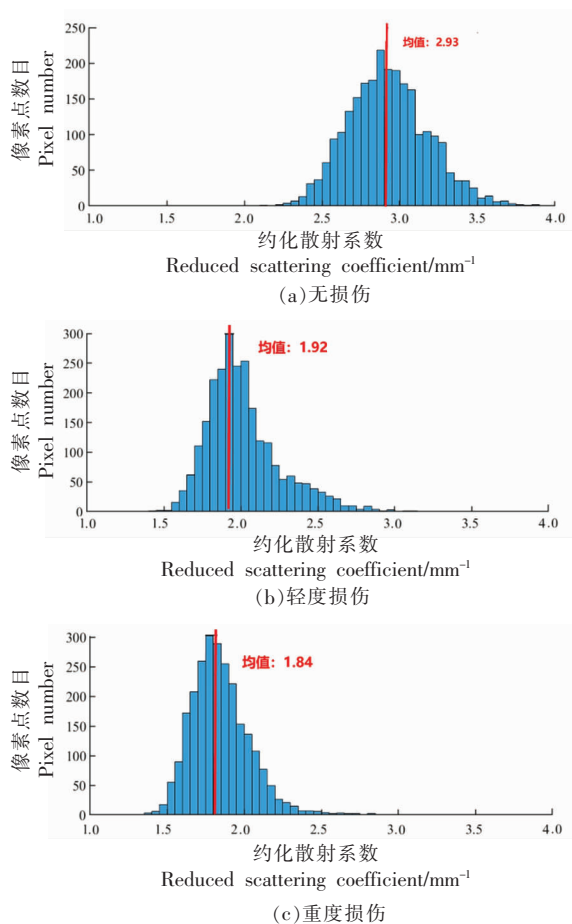 250
均值：2.93
200
150
100
50
0
像素点数目
Pixel number
1.0 1.5 2.0 2.5 3.0 3.5 4.0
约化散射系数
Reduced scattering coefficient/mm⁻¹
(a)无损伤
300
均值：1.92
250
200
150
100
50
0
像素点数目
Pixel number
1.0 1.5 2.0 2.5 3.0 3.5 4.0
约化散射系数
Reduced scattering coefficient/mm⁻¹
(b)轻度损伤
300
均值：1.84
250
200
150
100
50
0
像素点数目
Pixel number
1.0 1.5 2.0 2.5 3.0 3.5 4.0
约化散射系数
Reduced scattering coefficient/mm⁻¹
(c)重度损伤